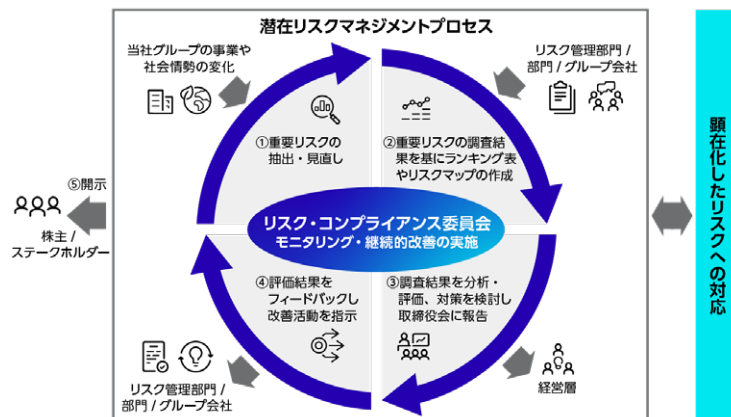 潜在リスクマネジメントプロセス
当社グループの事業や
社会情勢の変化
リスク管理部門 /
部門 / グループ会社
①重要リスクの
抽出・見直し
②重要リスクの調査結
果を基にランキング表
やリスクマップの作成
⑤開示
株主 /
ステークホルダー
リスク・コンプライアンス委員会
モニタリング・継続的改善の実施
④評価結果を
フィードバックし
改善活動を指示
③調査結果を分析・
評価、対策を検討し
取締役会に報告
リスク管理部門 /
部門 / グループ会社
経営層
顕在化したリスクへの対応